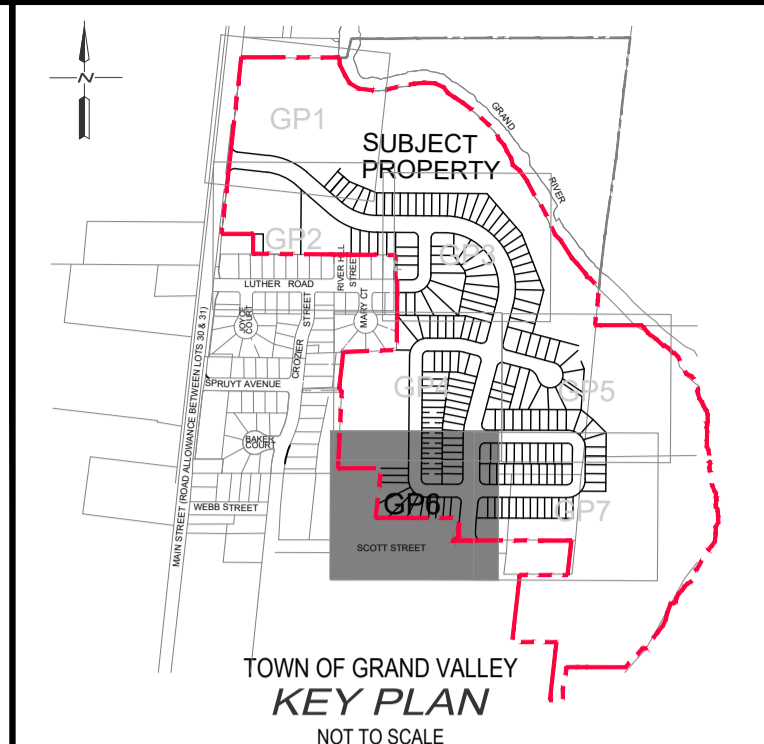 N
GRAND
RIVER
GP1
SUBJECT
PROPERTY
GP2
GP3
RIVER HILL
STREET
LUTHER ROAD
JOYCE
COURT
CROZIER
STREET
MARY CT
SPRUYT AVENUE
GP4
GP5
BAKER
COURT
MAIN STREET (ROAD ALLOWANCE BETWEEN LOTS 30 & 31)
WEBB STREET
GP6
GP7
SCOTT STREET
TOWN OF GRAND VALLEY
KEY PLAN
NOT TO SCALE